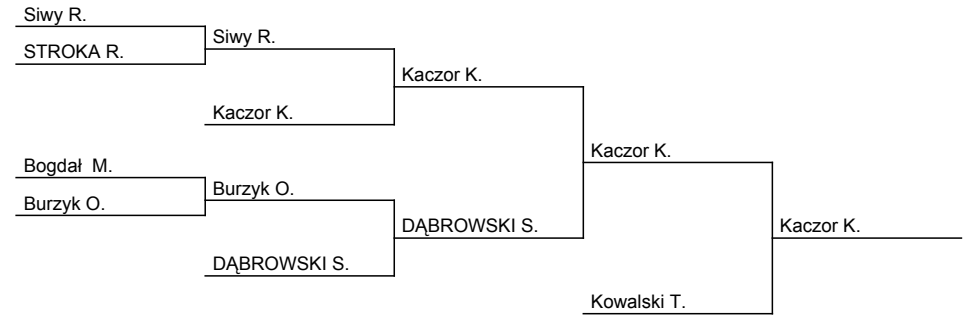 Siwy R.
STROKA R.
Siwy R.
Kaczor K.
Kaczor K.
Bogdał  M.
Burzyk O.
Burzyk O.
DĄBROWSKI S.
DĄBROWSKI S.
Kaczor K.
Kowalski T.
Kaczor K.